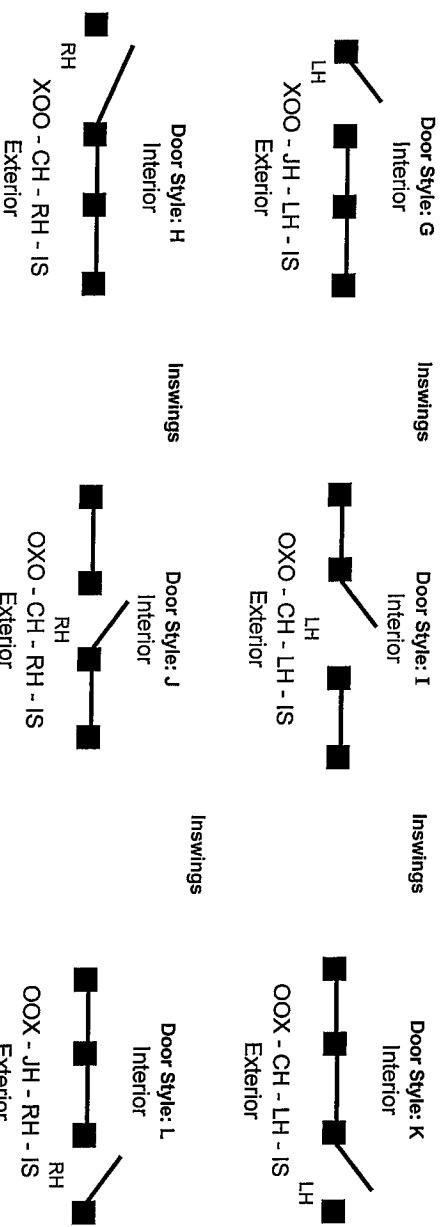 Inswings
Door Style: G
Interior
LH
XOO - JH - LH - IS
Exterior
Door Style: H
Interior
RH
XOO - CH - RH - IS
Exterior
Inswings
Inswings
Door Style: I
Interior
LH
OXO - CH - LH - IS
Exterior
Door Style: J
Interior
RH
OXO - CH - RH - IS
Exterior
Inswings
Inswings
Door Style: K
Interior
LH
OOX - CH - LH - IS
Exterior
Door Style: L
Interior
RH
OOX - JH - RH - IS
Exterior